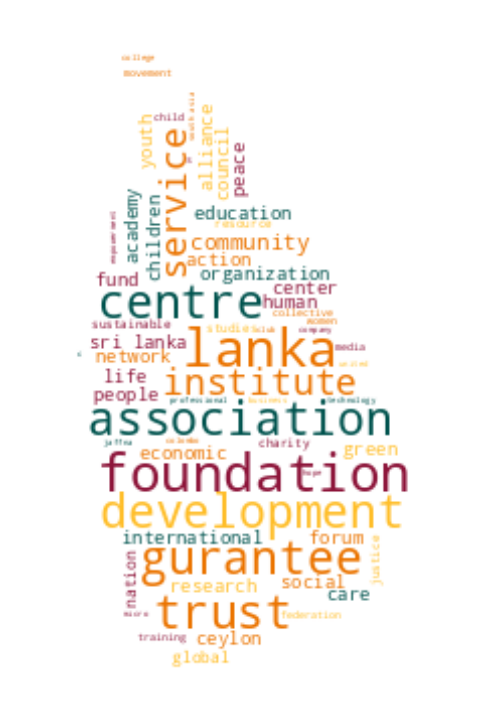 college
movement
south asia
child
youth
alliance
council
peace
service
academy
children
empowerment
education
resource
community
action
organization
fund
center
centre
human
collective
women
sustainable
studies
club
company
sri lanka
lanka
media
network
united
life
institute
people
professional
business
technology
association
jaffna
colombo
charity
economic
green
foundation
hope
development
international
forum
gurantee
justice
nation
social
research
care
micro
trust
federation
training
ceylon
global